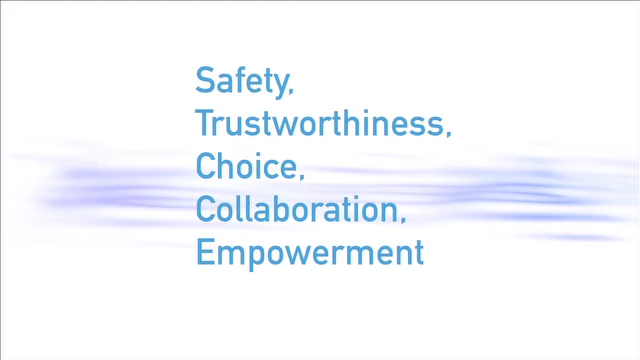 Safety,
Trustworthiness,
Choice,
Collaboration,
Empowerment